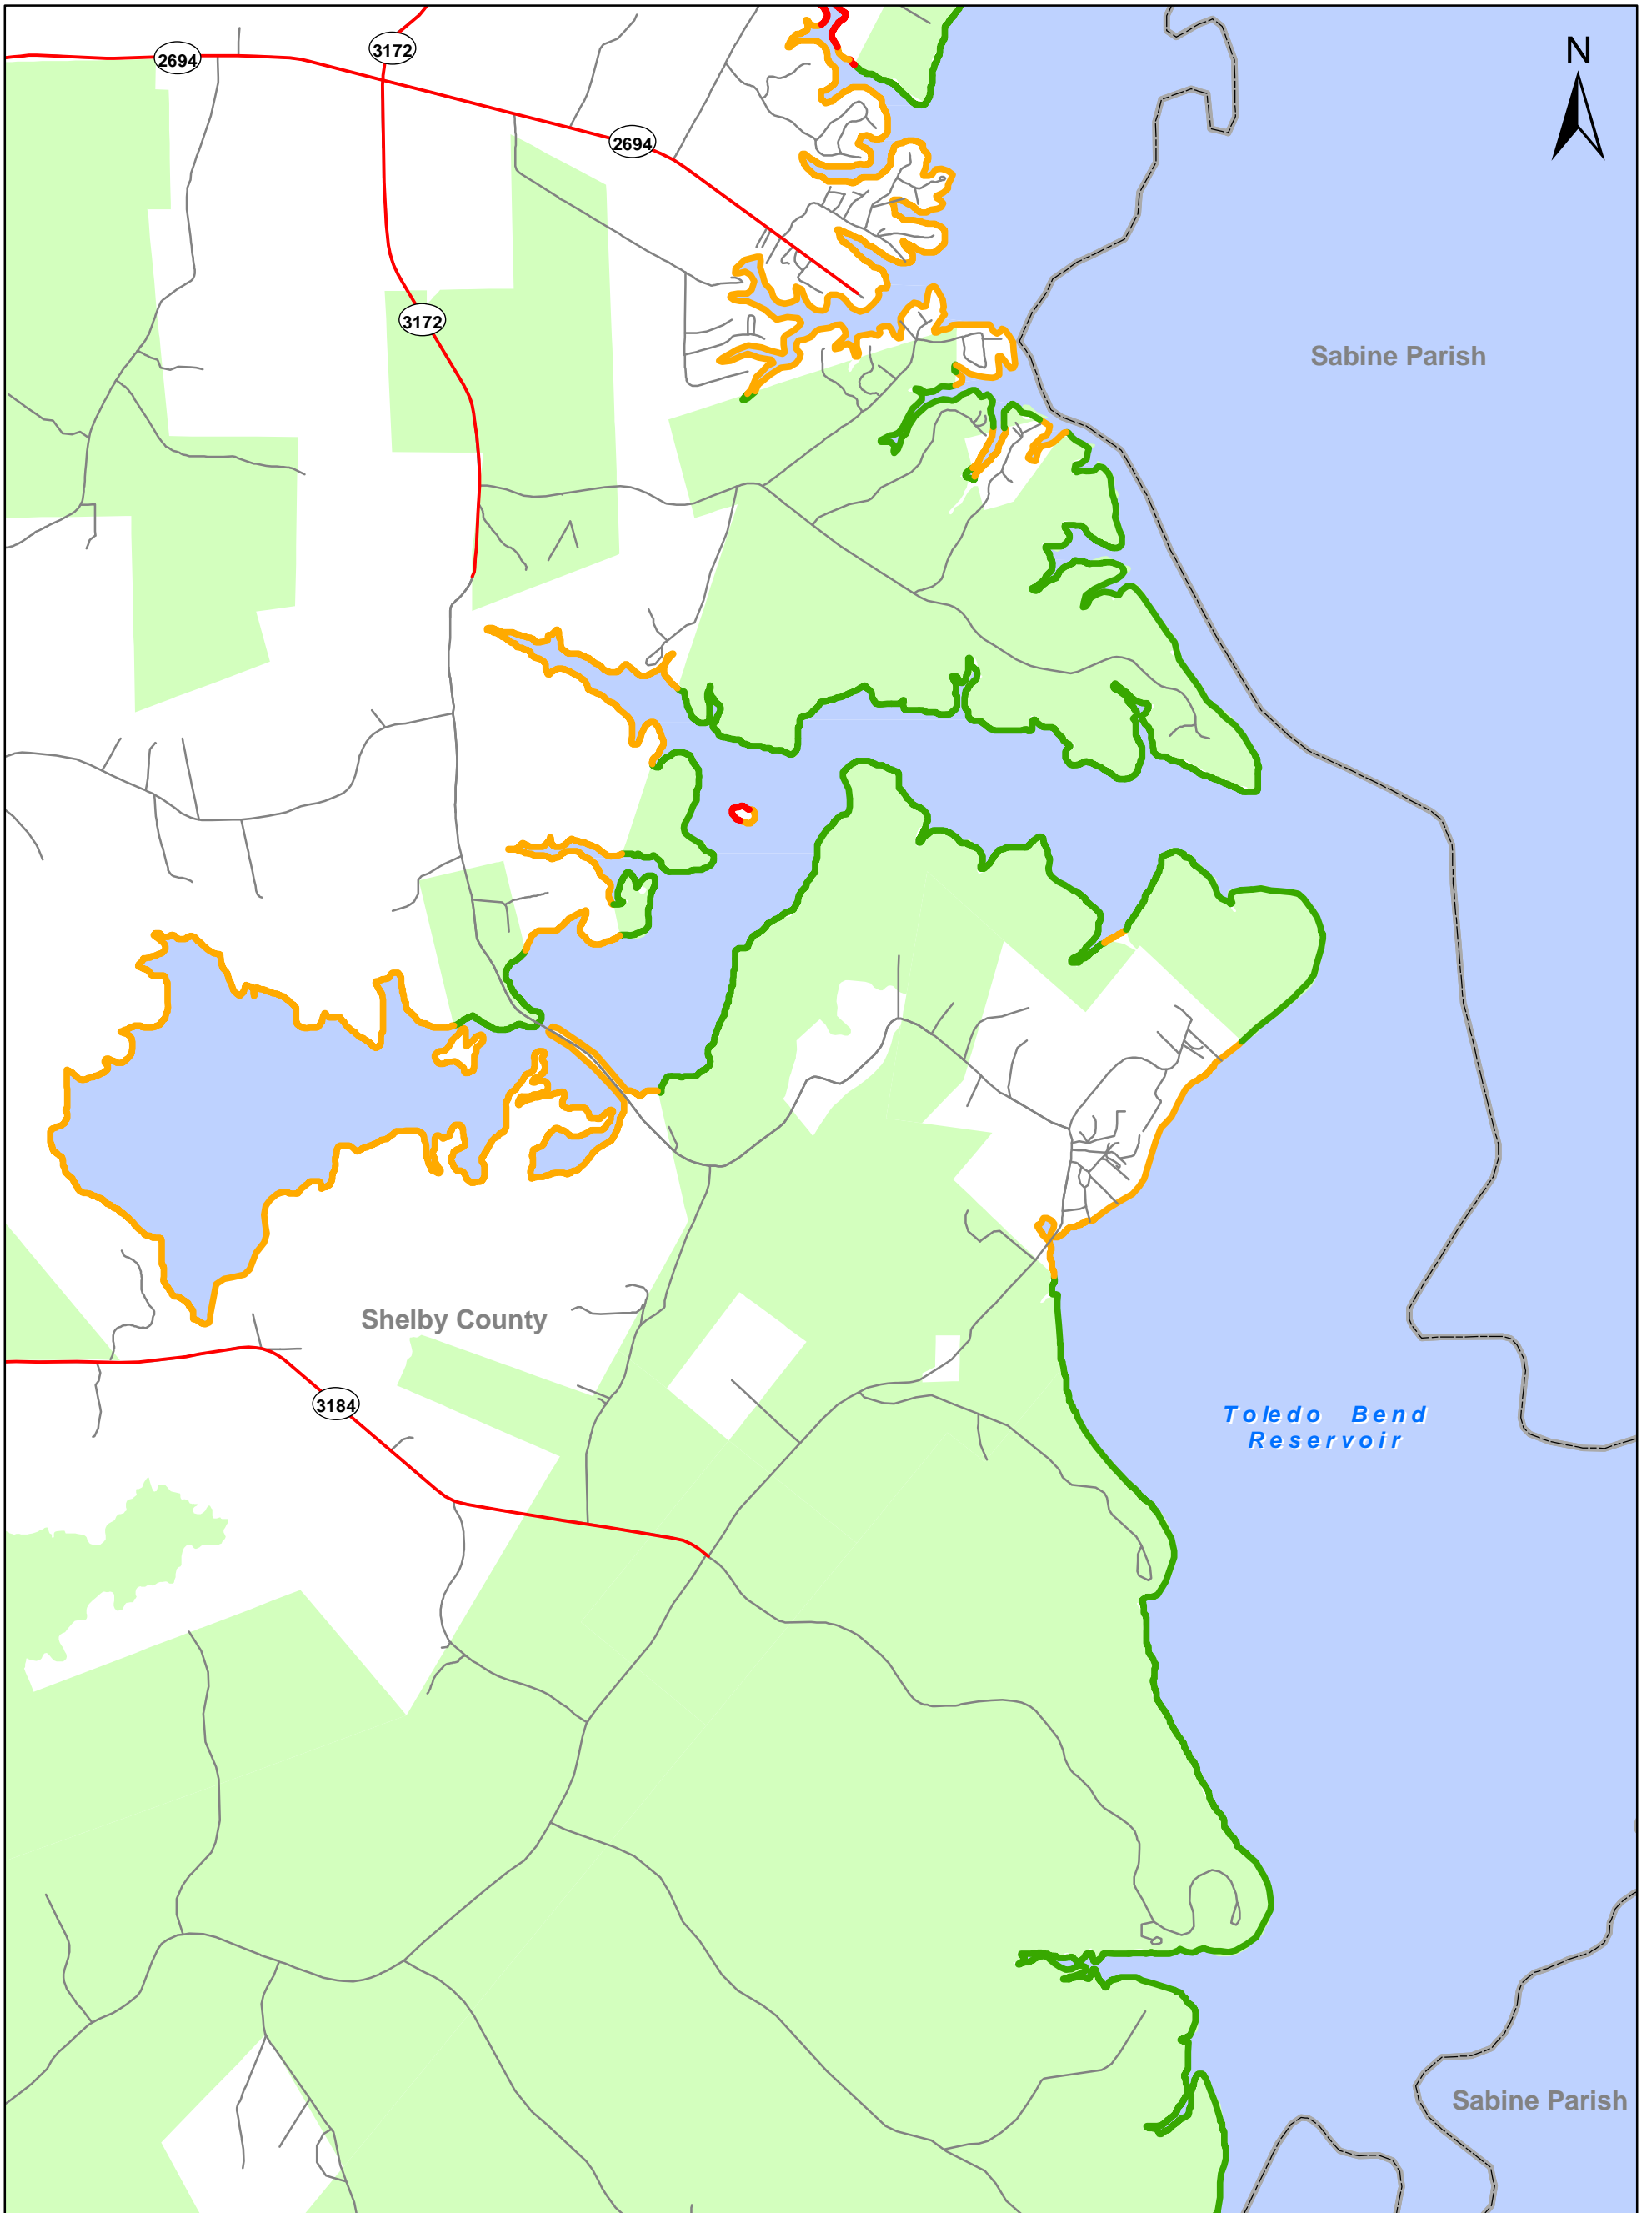 N
3172
2694
2694
3172
Sabine Parish
Shelby County
3184
Toledo Bend
Reservoir
Sabine Parish